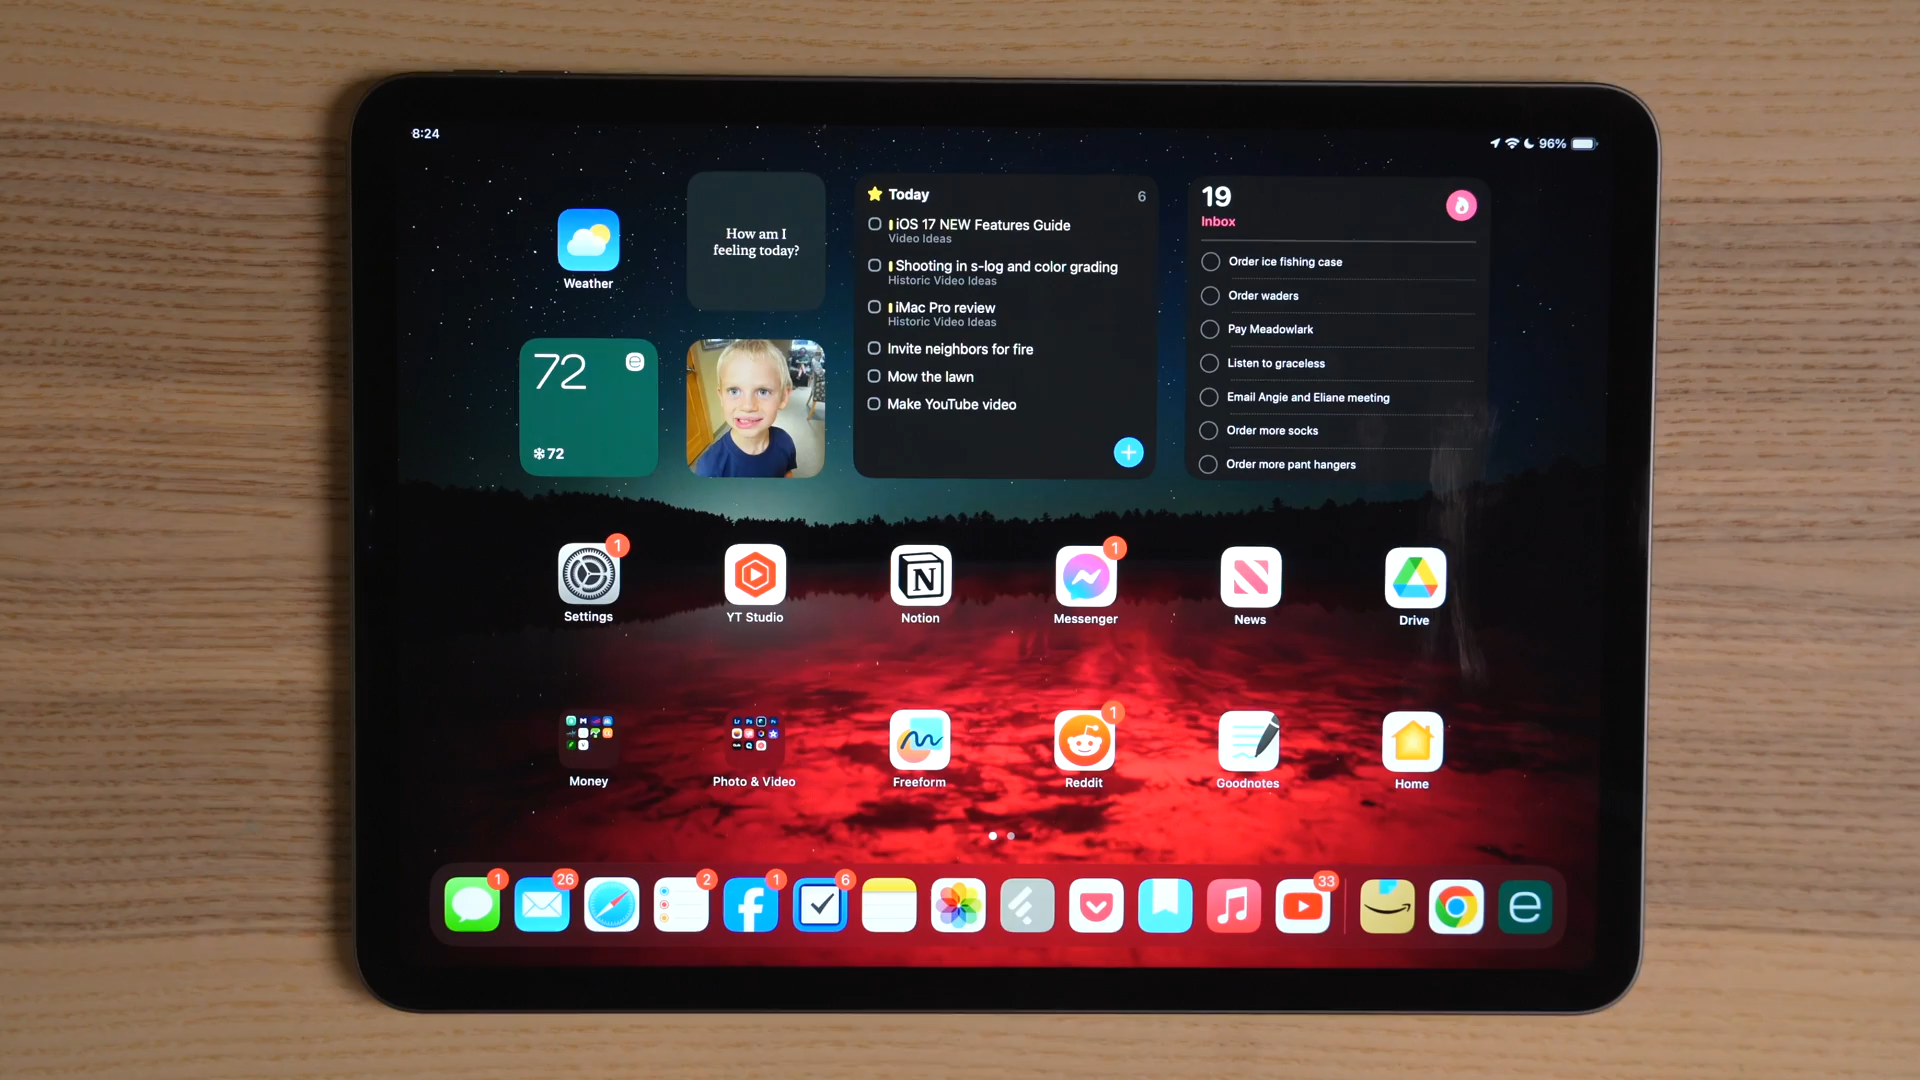 8:24
96%
Weather
How am I
feeling today?
Today
6
iOS 17 NEW Features Guide
Video Ideas
Shooting in s-log and color grading
Historic Video Ideas
iMac Pro review
Historic Video Ideas
Invite neighbors for fire
Mow the lawn
Make YouTube video
19
Inbox
Order ice fishing case
Order waders
Pay Meadowlark
Listen to graceless
Email Angie and Eliane meeting
Order more socks
Order more pant hangers
72
72
1
Settings
YT Studio
N
Notion
1
Messenger
News
Drive
Money
Photo & Video
Freeform
1
Reddit
Goodnotes
Home
1
26
2
1
6
33